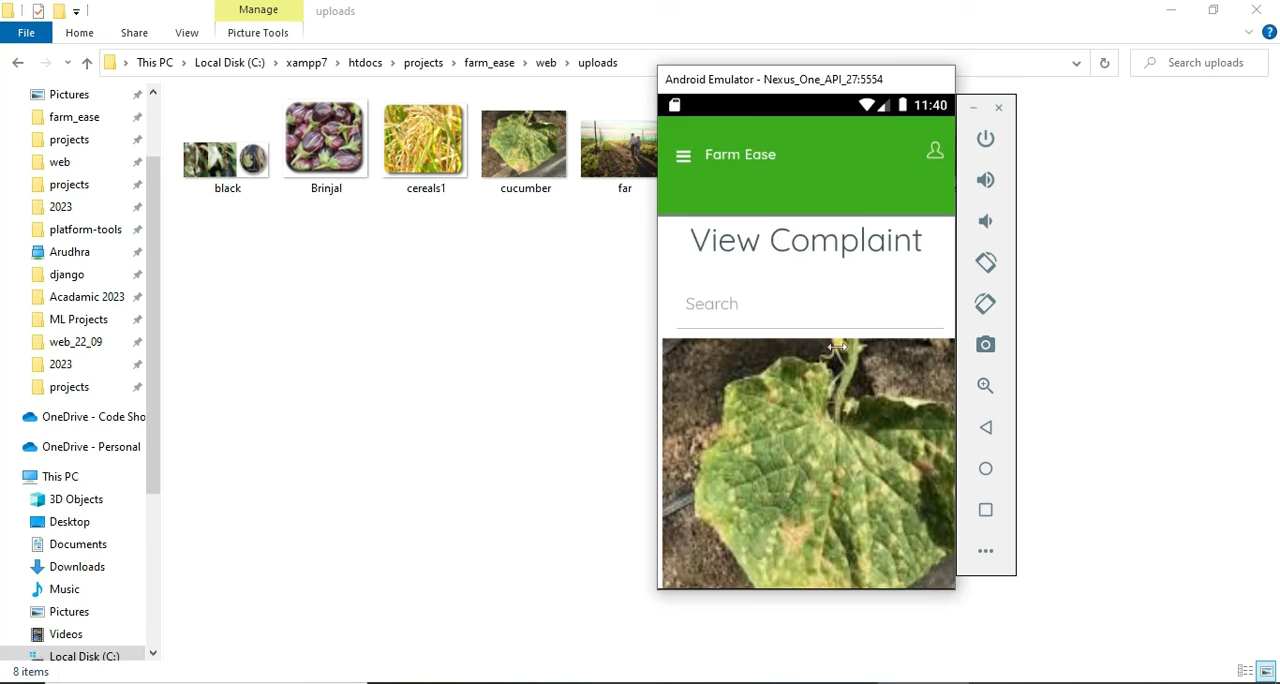 Manage
uploads
File
Home
Share
View
Picture Tools
This PC
Local Disk (C:)
xampp7
htdocs
projects
farm_ease
web
uploads
Search uploads
Pictures
farm_ease
projects
web
projects
2023
platform-tools
Arudhra
django
Acadamic 2023
ML Projects
web_22_09
2023
projects
OneDrive - Code Sho
OneDrive - Personal
This PC
3D Objects
Desktop
Documents
Downloads
Music
Pictures
Videos
Local Disk (C:)
8 items
black
Brinjal
cereals1
cucumber
far
Android Emulator - Nexus_One_API_27:5554
11:40
Farm Ease
View Complaint
Search